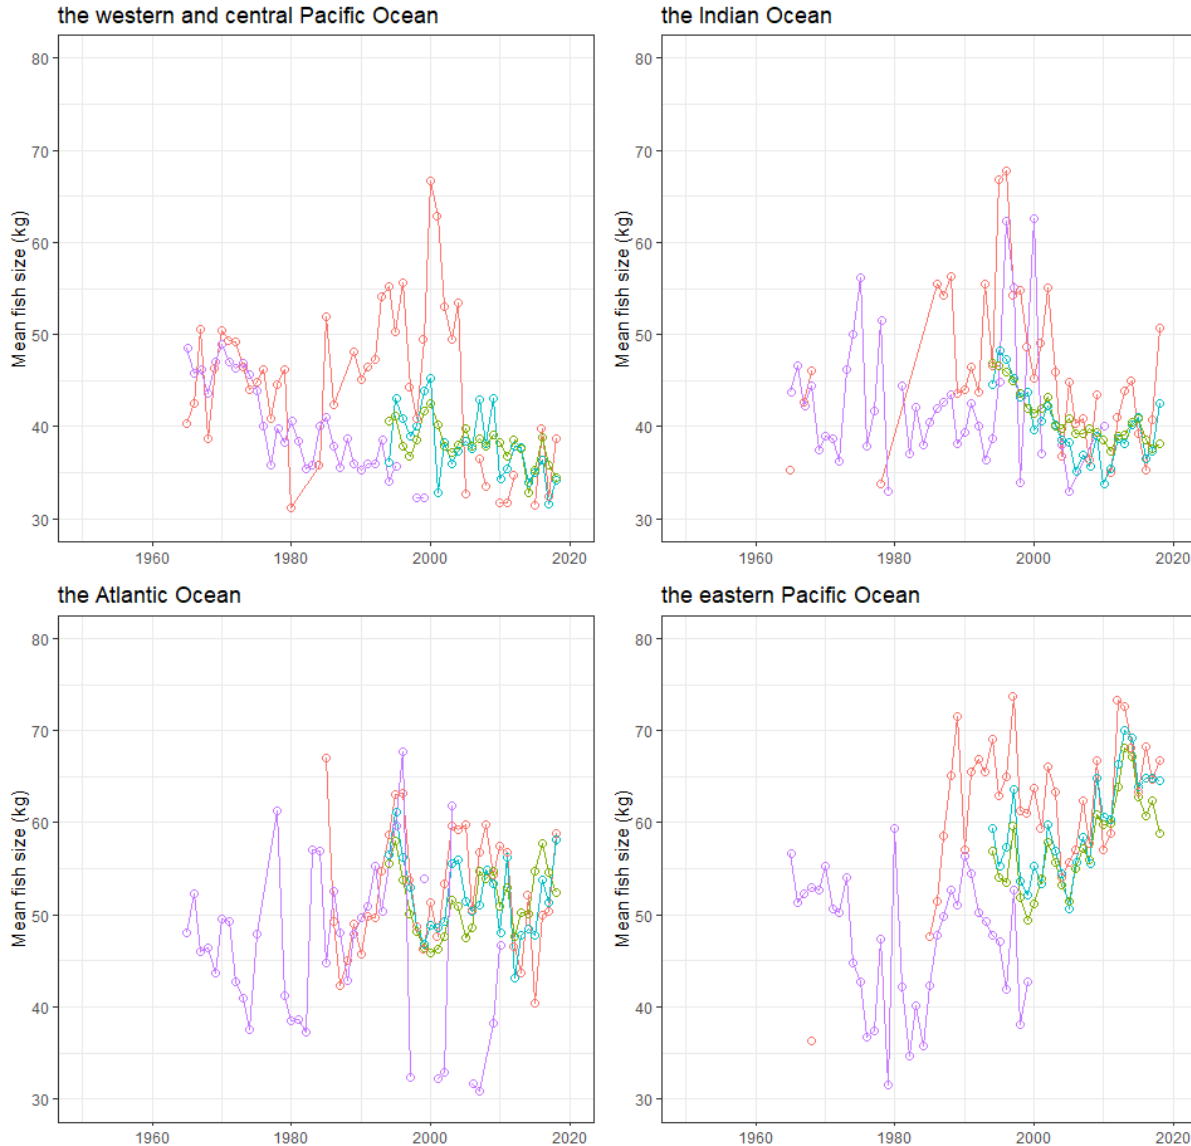 the western and central Pacific Ocean
80
70
60
50
40
30
Mean fish size (kg)
1960 1980 2000 2020
the Indian Ocean
80
70
60
50
40
30
Mean fish size (kg)
1960 1980 2000 2020
the Atlantic Ocean
80
70
60
50
40
30
Mean fish size (kg)
1960 1980 2000 2020
the eastern Pacific Ocean
80
70
60
50
40
30
Mean fish size (kg)
1960 1980 2000 2020